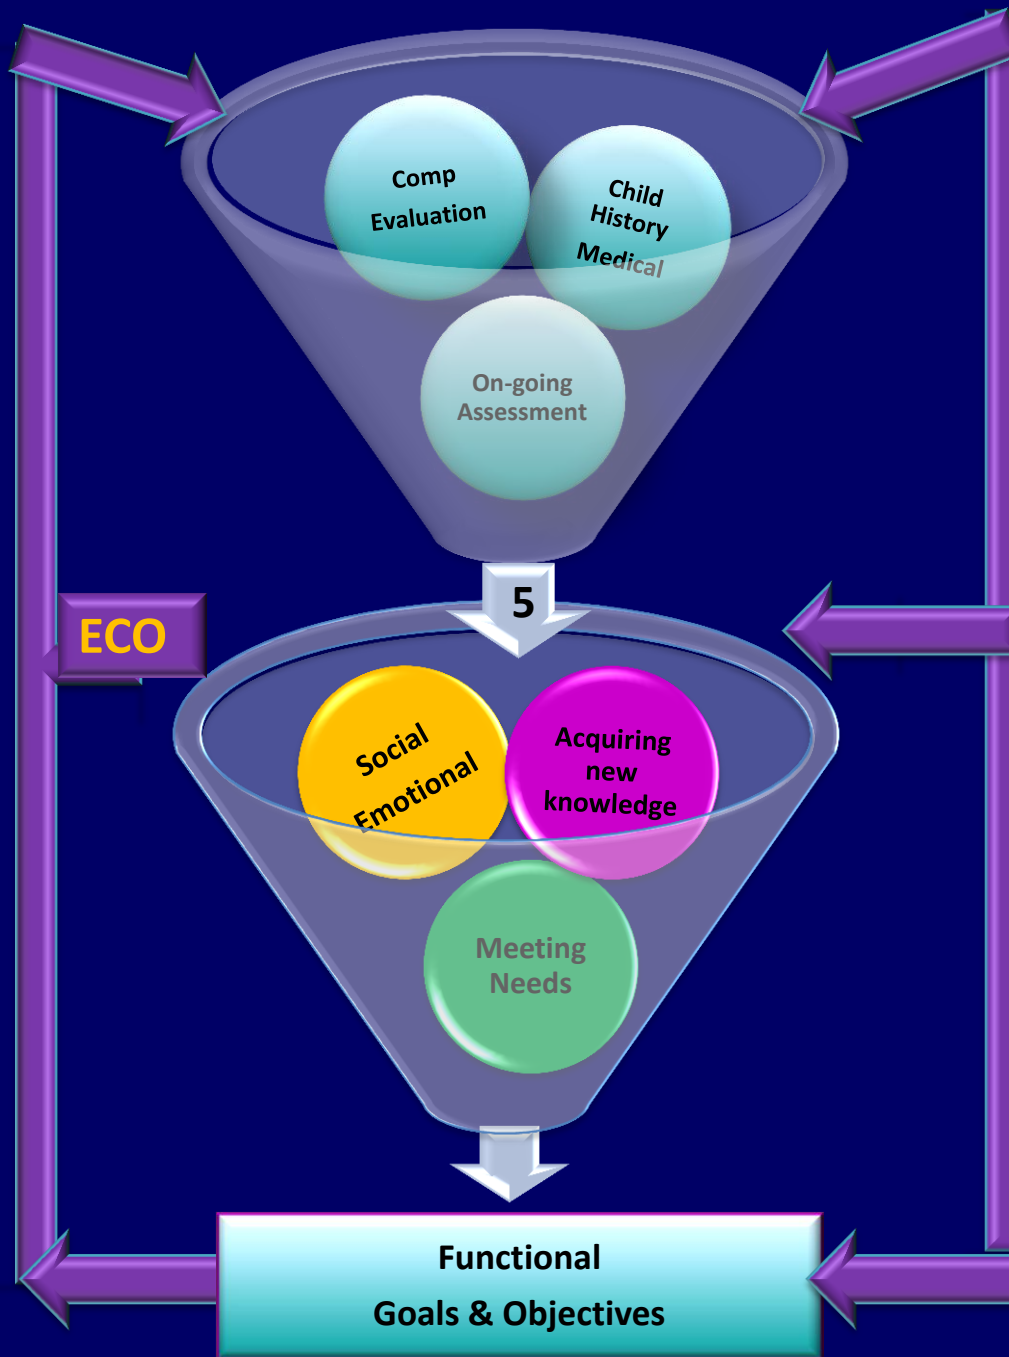 Comp
Evaluation
Child
History
Medical
On-going
Assessment
5
ECO
Social
Emotional
Acquiring
new
knowledge
Meeting
Needs
Functional
Goals & Objectives